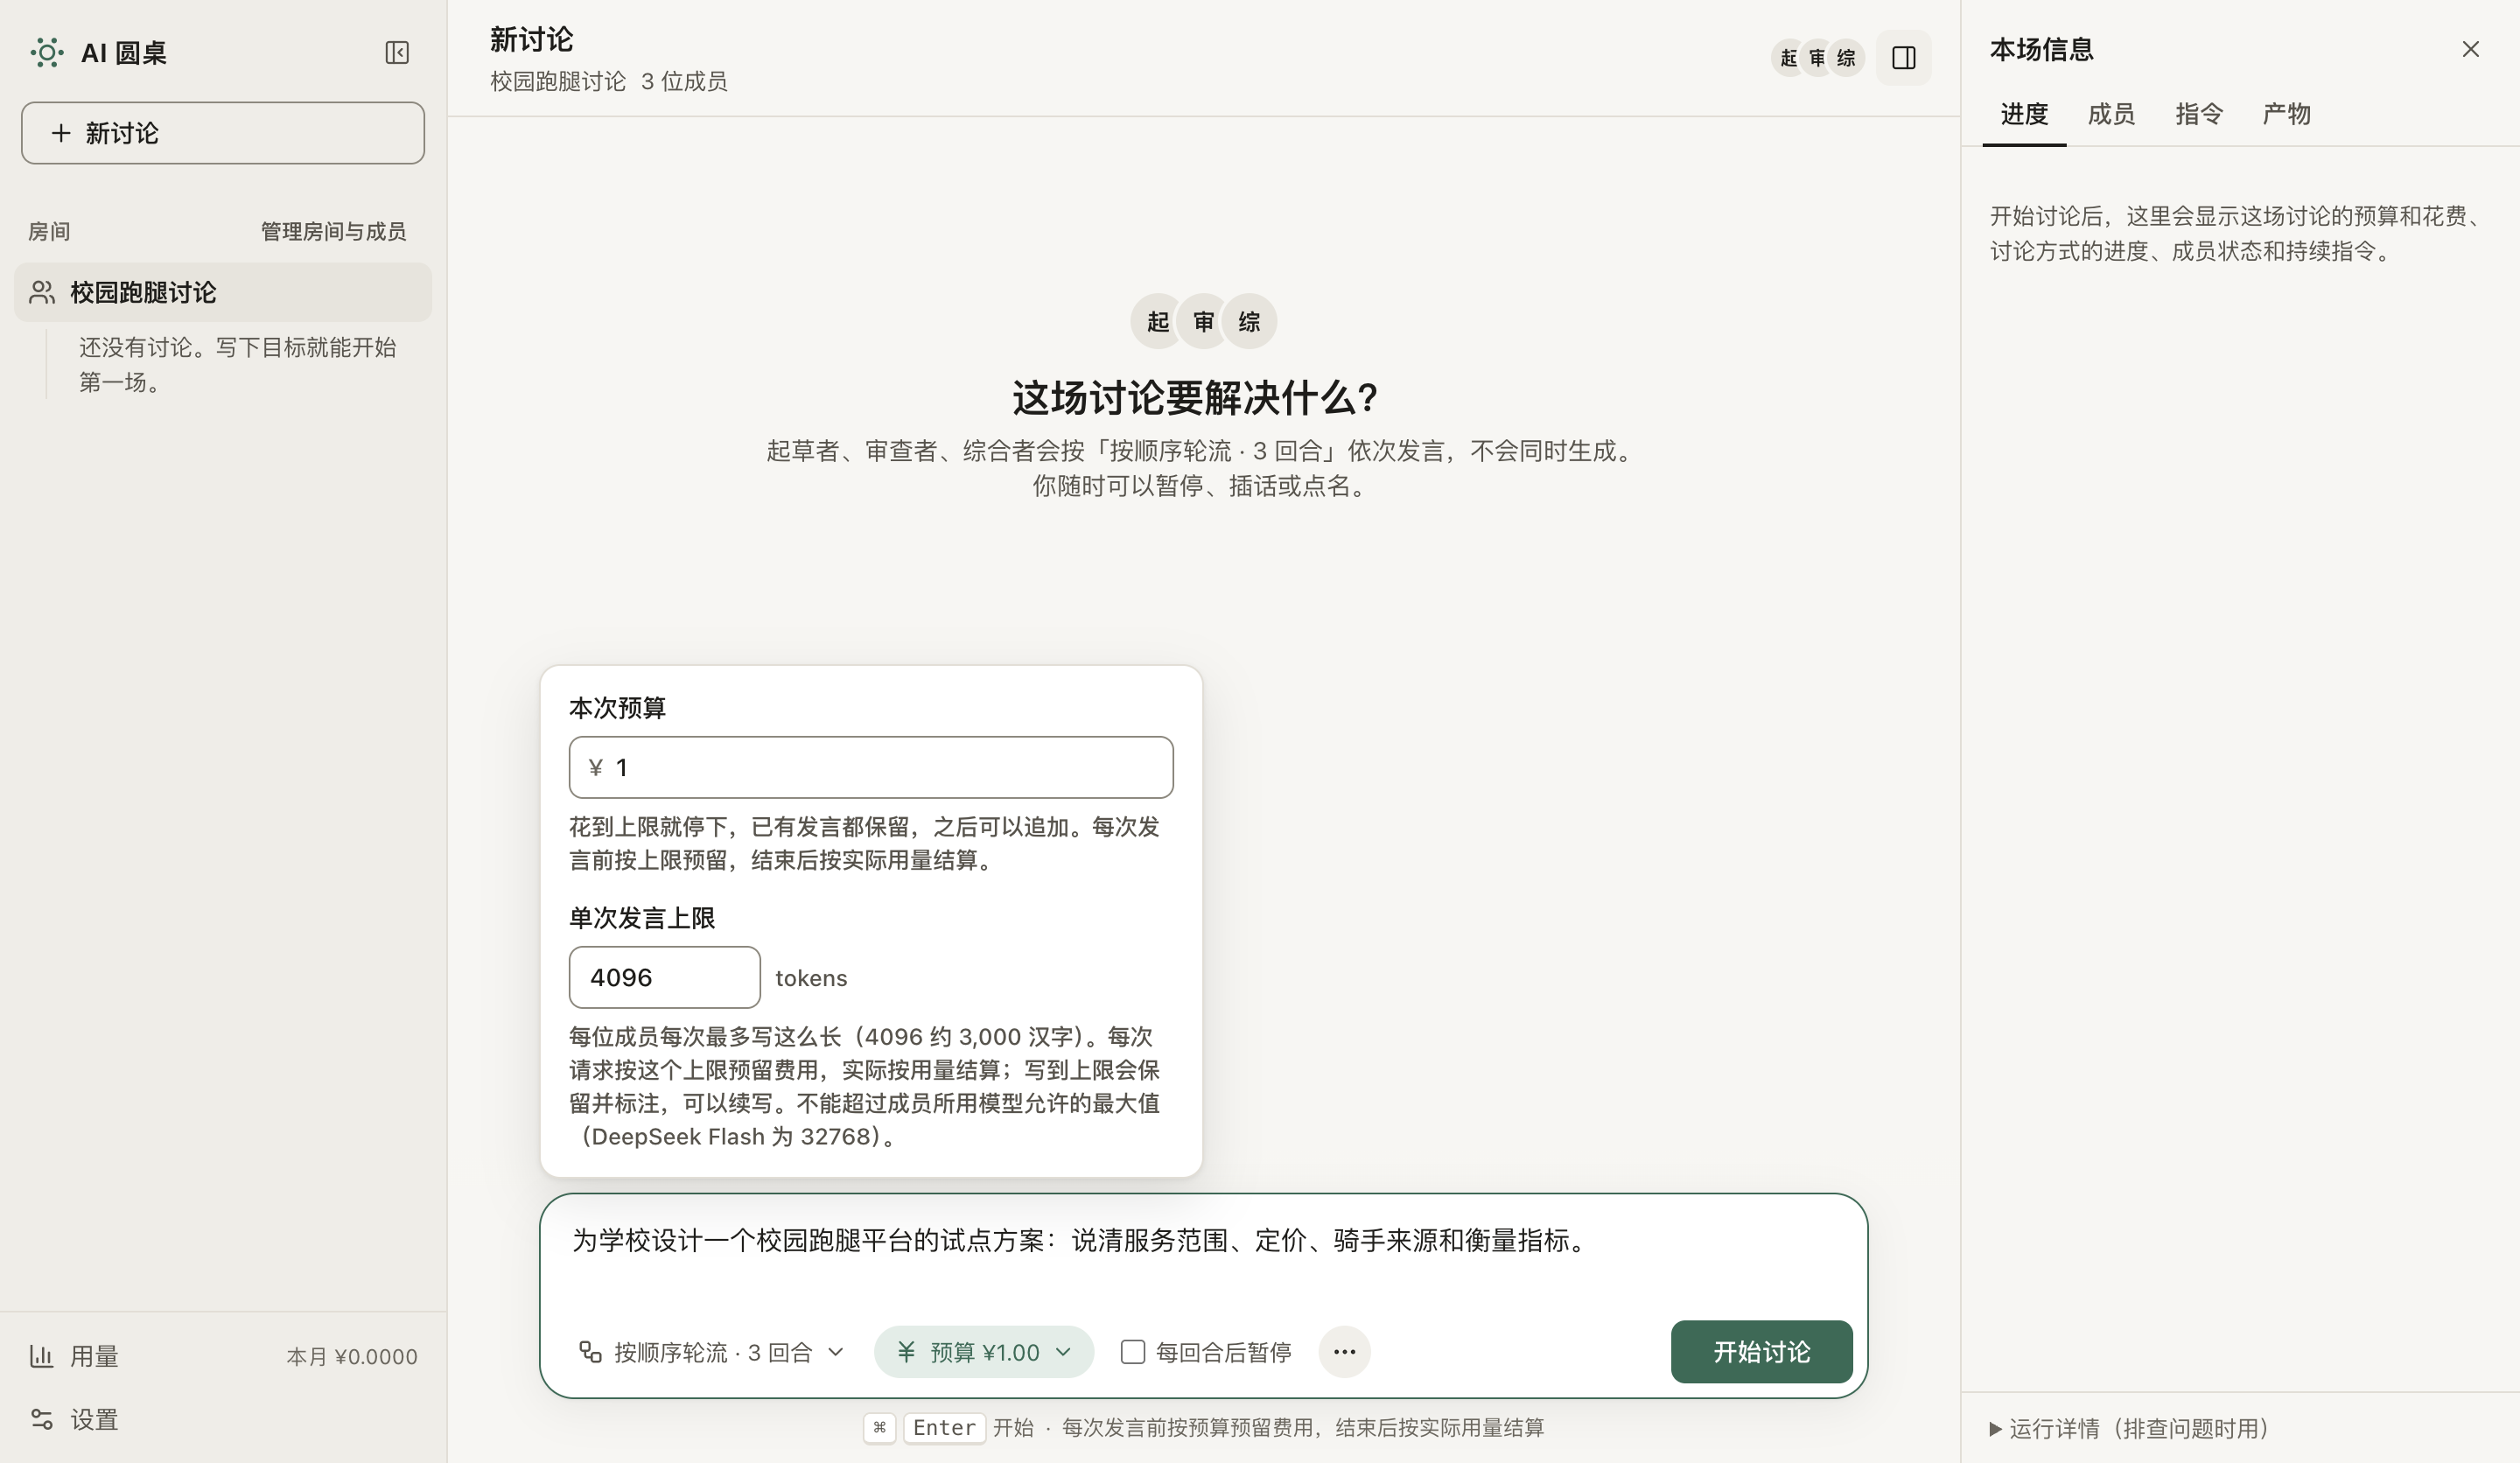 AI 圆桌
新讨论
房间
管理房间与成员
校园跑腿讨论
还没有讨论。写下目标就能开始
第一场。
用量
本月 ¥0.0000
设置
新讨论
校园跑腿讨论 3 位成员
起 审 综
起 审 综
这场讨论要解决什么?
起草者、审查者、综合者会按「按顺序轮流 · 3 回合」依次发言，不会同时生成。
你随时可以暂停、插话或点名。
本次预算
¥ 1
花到上限就停下，已有发言都保留，之后可以追加。每次发
言前按上限预留，结束后按实际用量结算。
单次发言上限
4096 tokens
每位成员每次最多写这么长（4096 约 3,000 汉字）。每次
请求按这个上限预留费用，实际按用量结算；写到上限会保
留并标注，可以续写。不能超过成员所用模型允许的最大值
（DeepSeek Flash 为 32768）。
为学校设计一个校园跑腿平台的试点方案：说清服务范围、定价、骑手来源和衡量指标。
按顺序轮流 · 3 回合
¥ 预算 ¥1.00
每回合后暂停
开始讨论
⌘ Enter 开始 · 每次发言前按预算预留费用，结束后按实际用量结算
本场信息
进度 成员 指令 产物
开始讨论后，这里会显示这场讨论的预算和花费、
讨论方式的进度、成员状态和持续指令。
运行详情（排查问题时用）